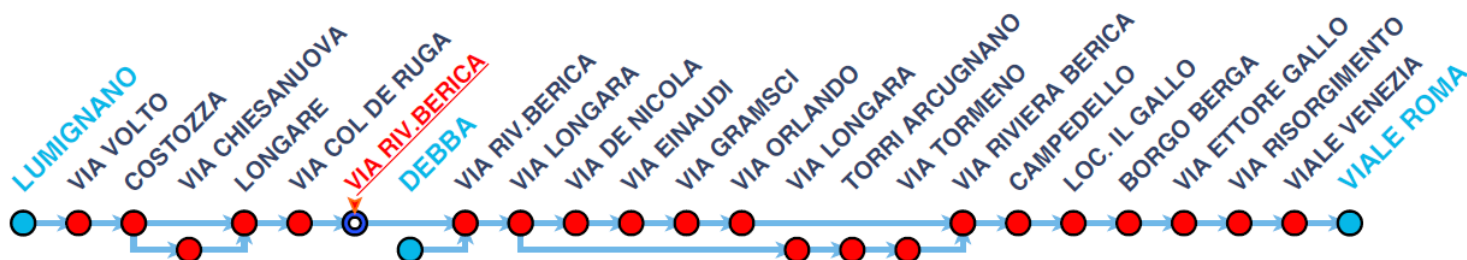 LUMIGNANO
VIA VOLTO
COSTOZZA
VIA CHIESANUOVA
LONGARE
VIA COL DE RUGA
VIA RIV.BERICA
DEBBA
VIA RIV.BERICA
VIA LONGARA
VIA DE NICOLA
VIA EINAUDI
VIA GRAMSCI
VIA ORLANDO
VIA LONGARA
TORRI ARCUGNANO
VIA TORMENO
VIA RIVIERA BERICA
CAMPEDELLO
LOC. IL GALLO
BORGO BERGA
VIA ETTORE GALLO
VIA RISORGIMENTO
VIALE VENEZIA
VIALE ROMA